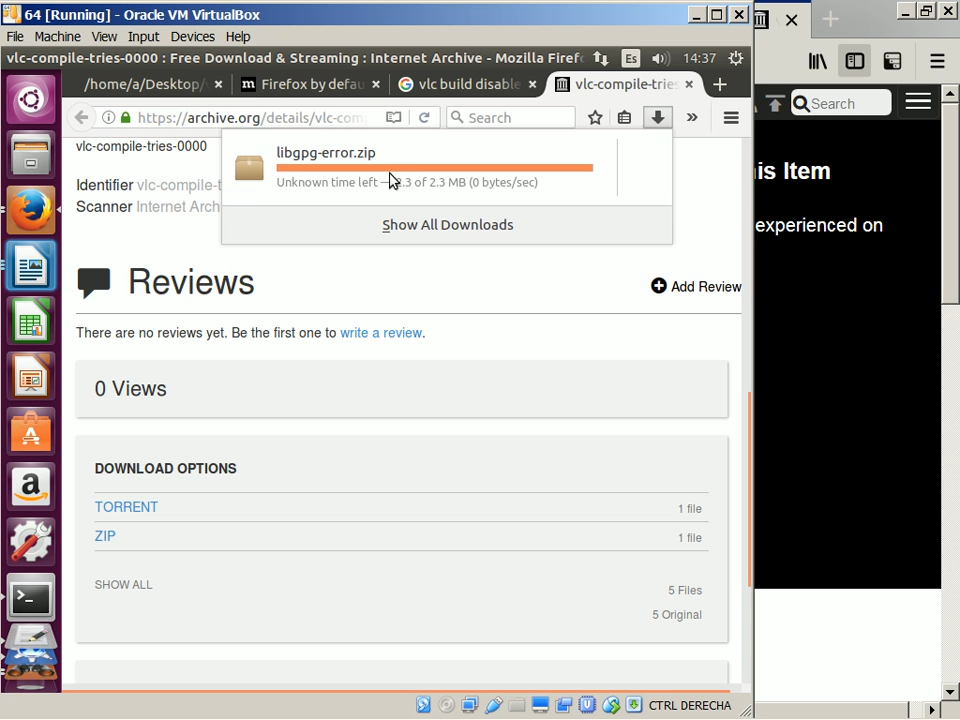 64 [Running] - Oracle VM VirtualBox
File Machine View Input Devices Help
vlc-compile-tries-0000 : Free Download & Streaming : Internet Archive - Mozilla Firef
Es
14:37
/home/a/Desktop/
Firefox by defau
vlc build disable
vlc-compile-tries
https://archive.org/details/vlc-com
Search
Search
libgpg-error.zip
Unknown time left — 2.3 of 2.3 MB (0 bytes/sec)
Show All Downloads
vlc-compile-tries-0000
Identifier vlc-compile-t
Scanner Internet Arch
is Item
experienced on
Reviews
Add Review
There are no reviews yet. Be the first one to write a review.
0 Views
DOWNLOAD OPTIONS
TORRENT 1 file
ZIP 1 file
SHOW ALL 5 Files
5 Original
CTRL DERECHA